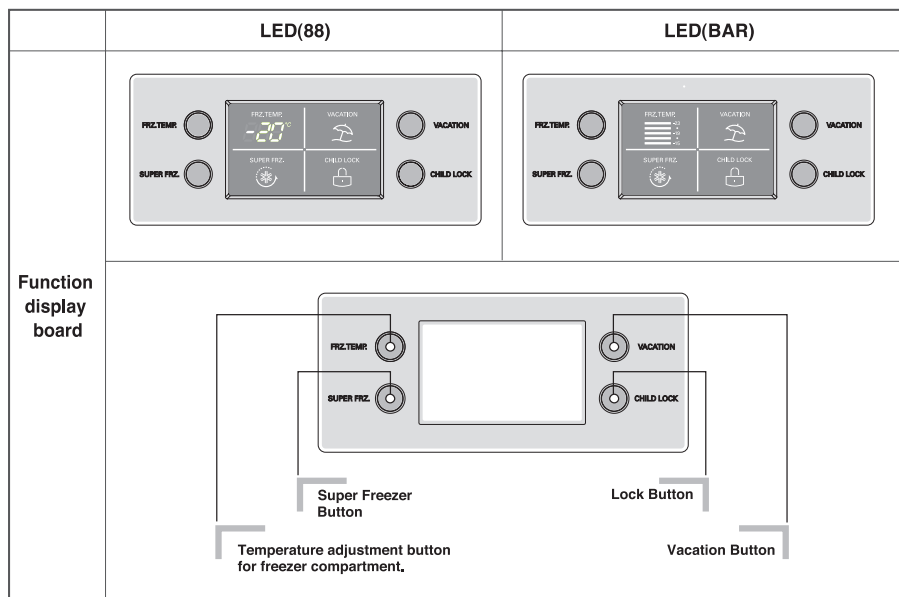 LED(88)
LED(BAR)
Function
display
board
FRZ.TEMP.
SUPER FRZ.
FRZ.TEMP.
-20°C
VACATION
SUPER FRZ.
CHILD LOCK
VACATION
CHILD LOCK
FRZ.TEMP.
SUPER FRZ.
FRZ.TEMP.
VACATION
SUPER FRZ.
CHILD LOCK
VACATION
CHILD LOCK
FRZ.TEMP.
SUPER FRZ.
VACATION
CHILD LOCK
Super Freezer
Button
Lock Button
Temperature adjustment button
for freezer compartment.
Vacation Button